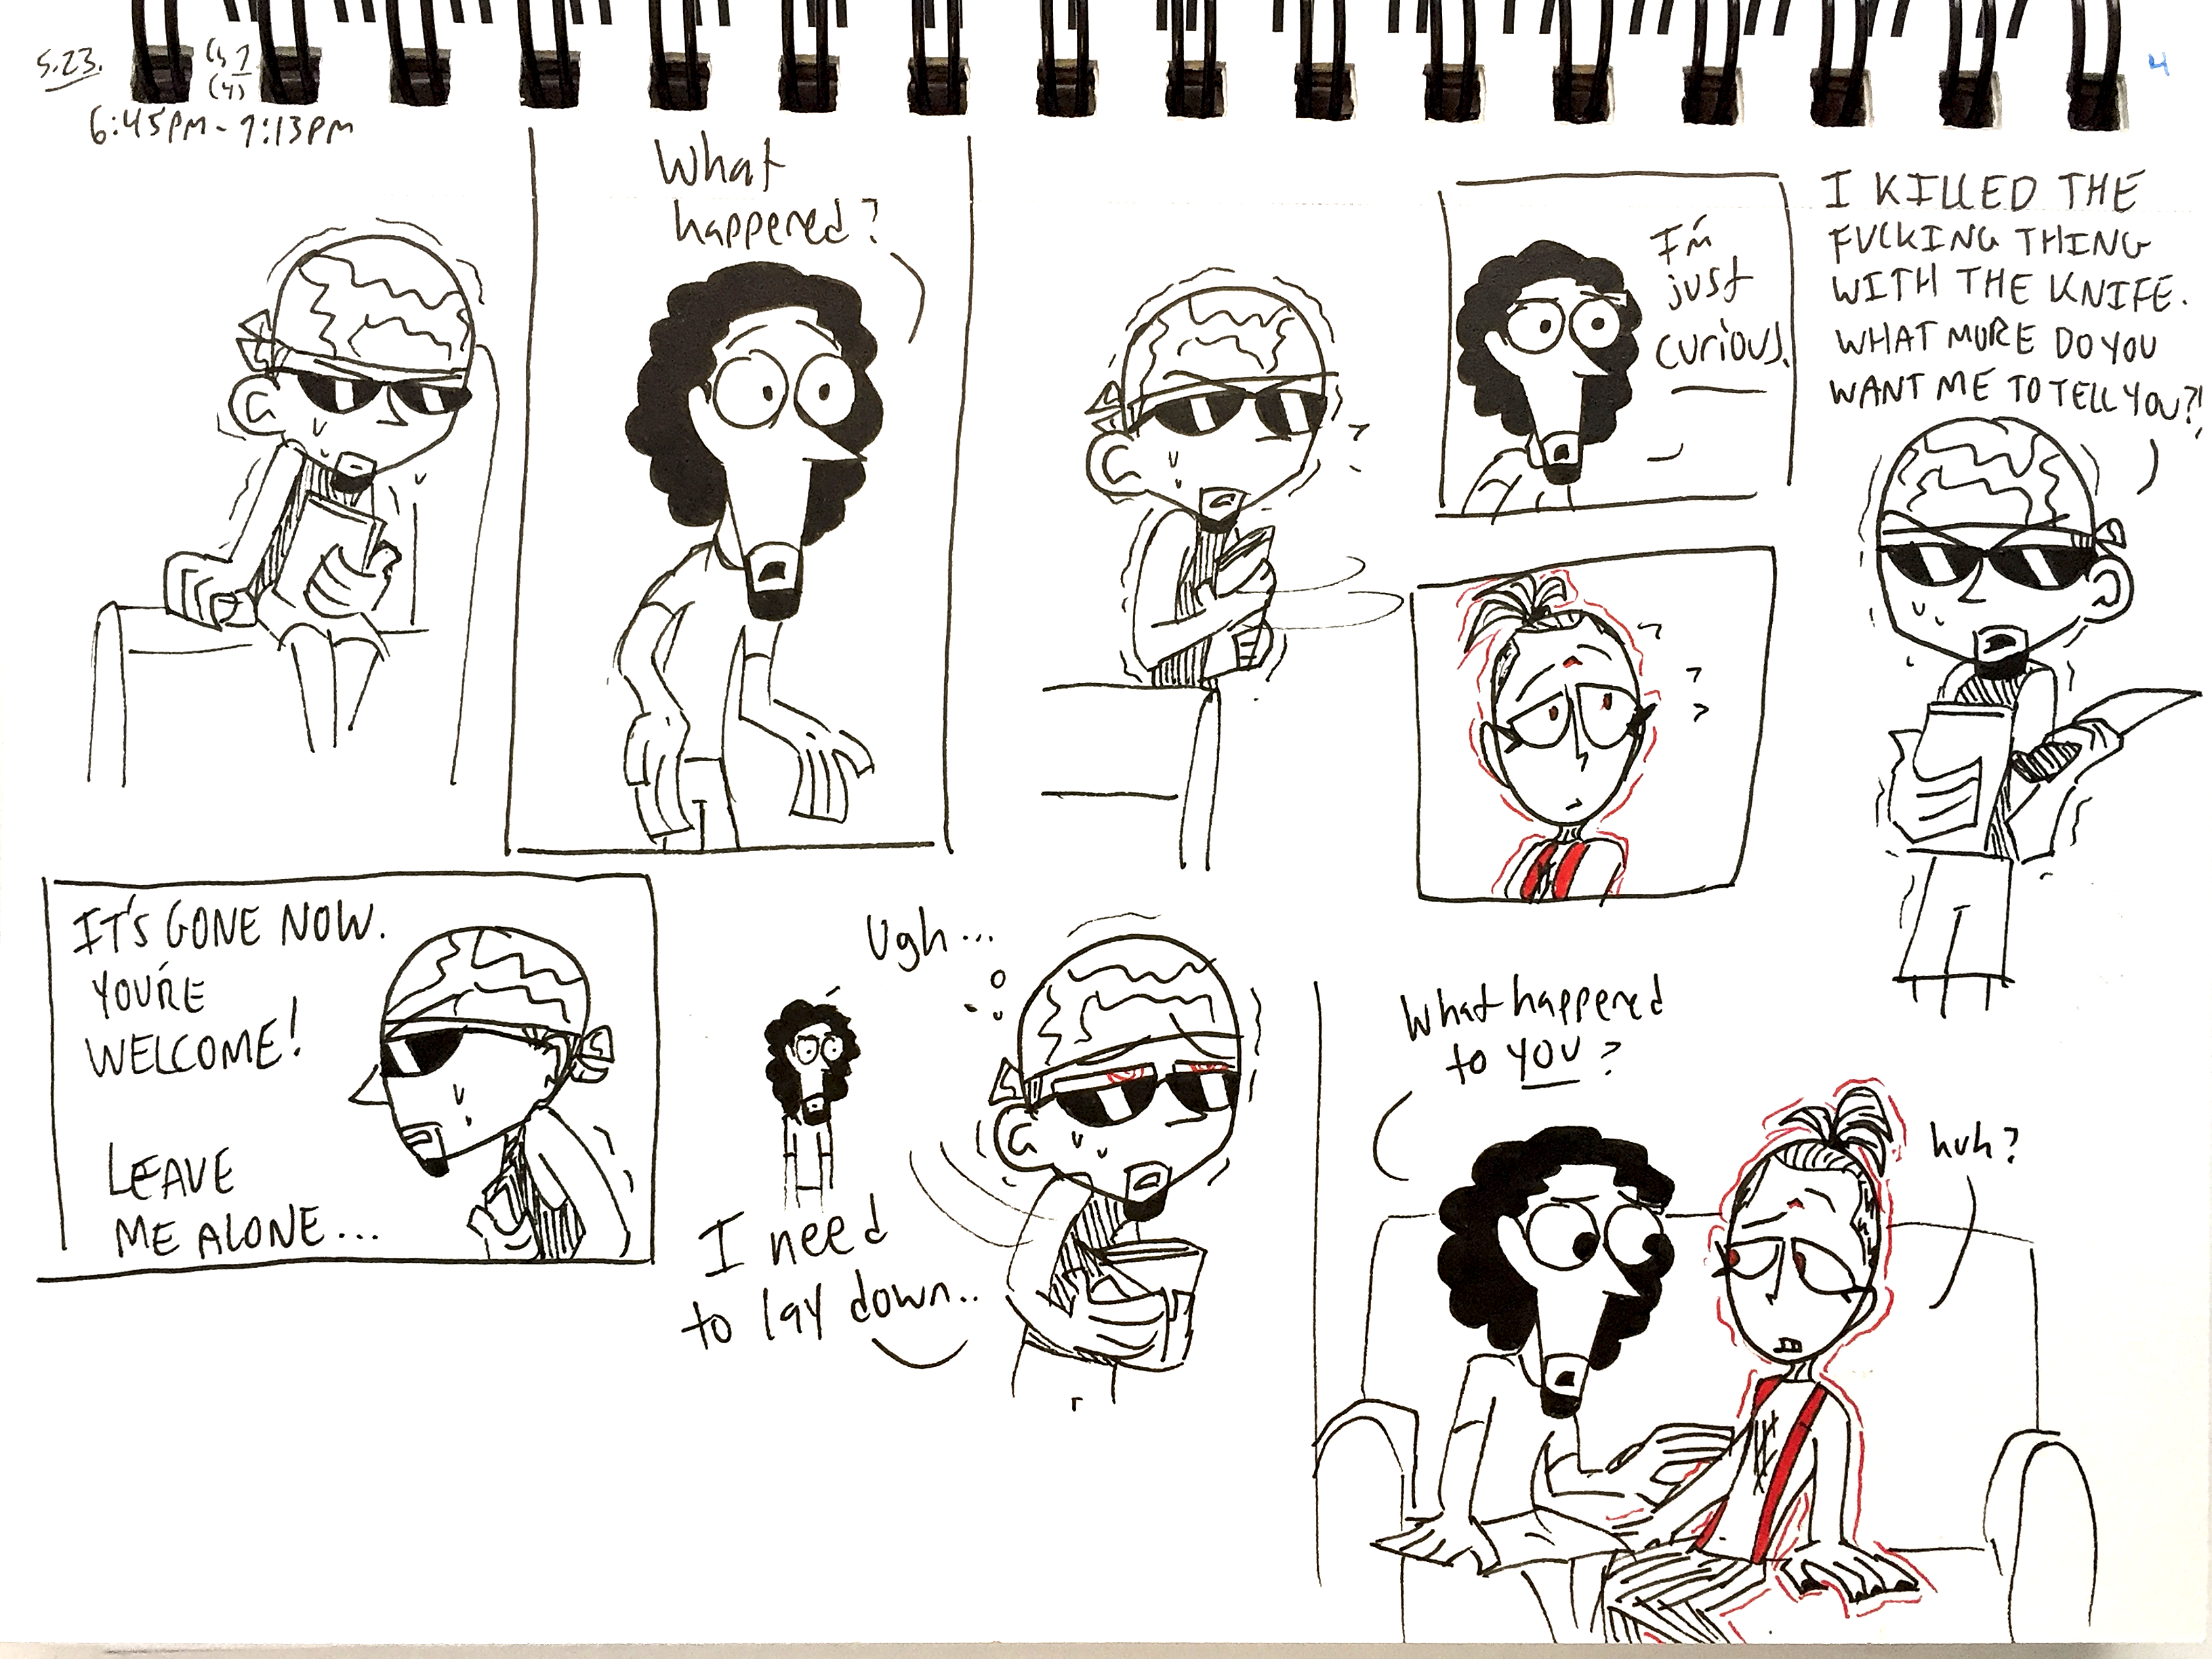 5.23.
(4)
6:45PM - 7:13PM
4
What
happened?
I'm
just
curious.
I KILLED THE
FUCKING THING
WITH THE KNIFE.
WHAT MORE DO YOU
WANT ME TO TELL YOU?!
IT'S GONE NOW.
YOU'RE
WELCOME!
LEAVE
ME ALONE...
Ugh...
I need
to lay down..
What happened
to YOU?
huh?